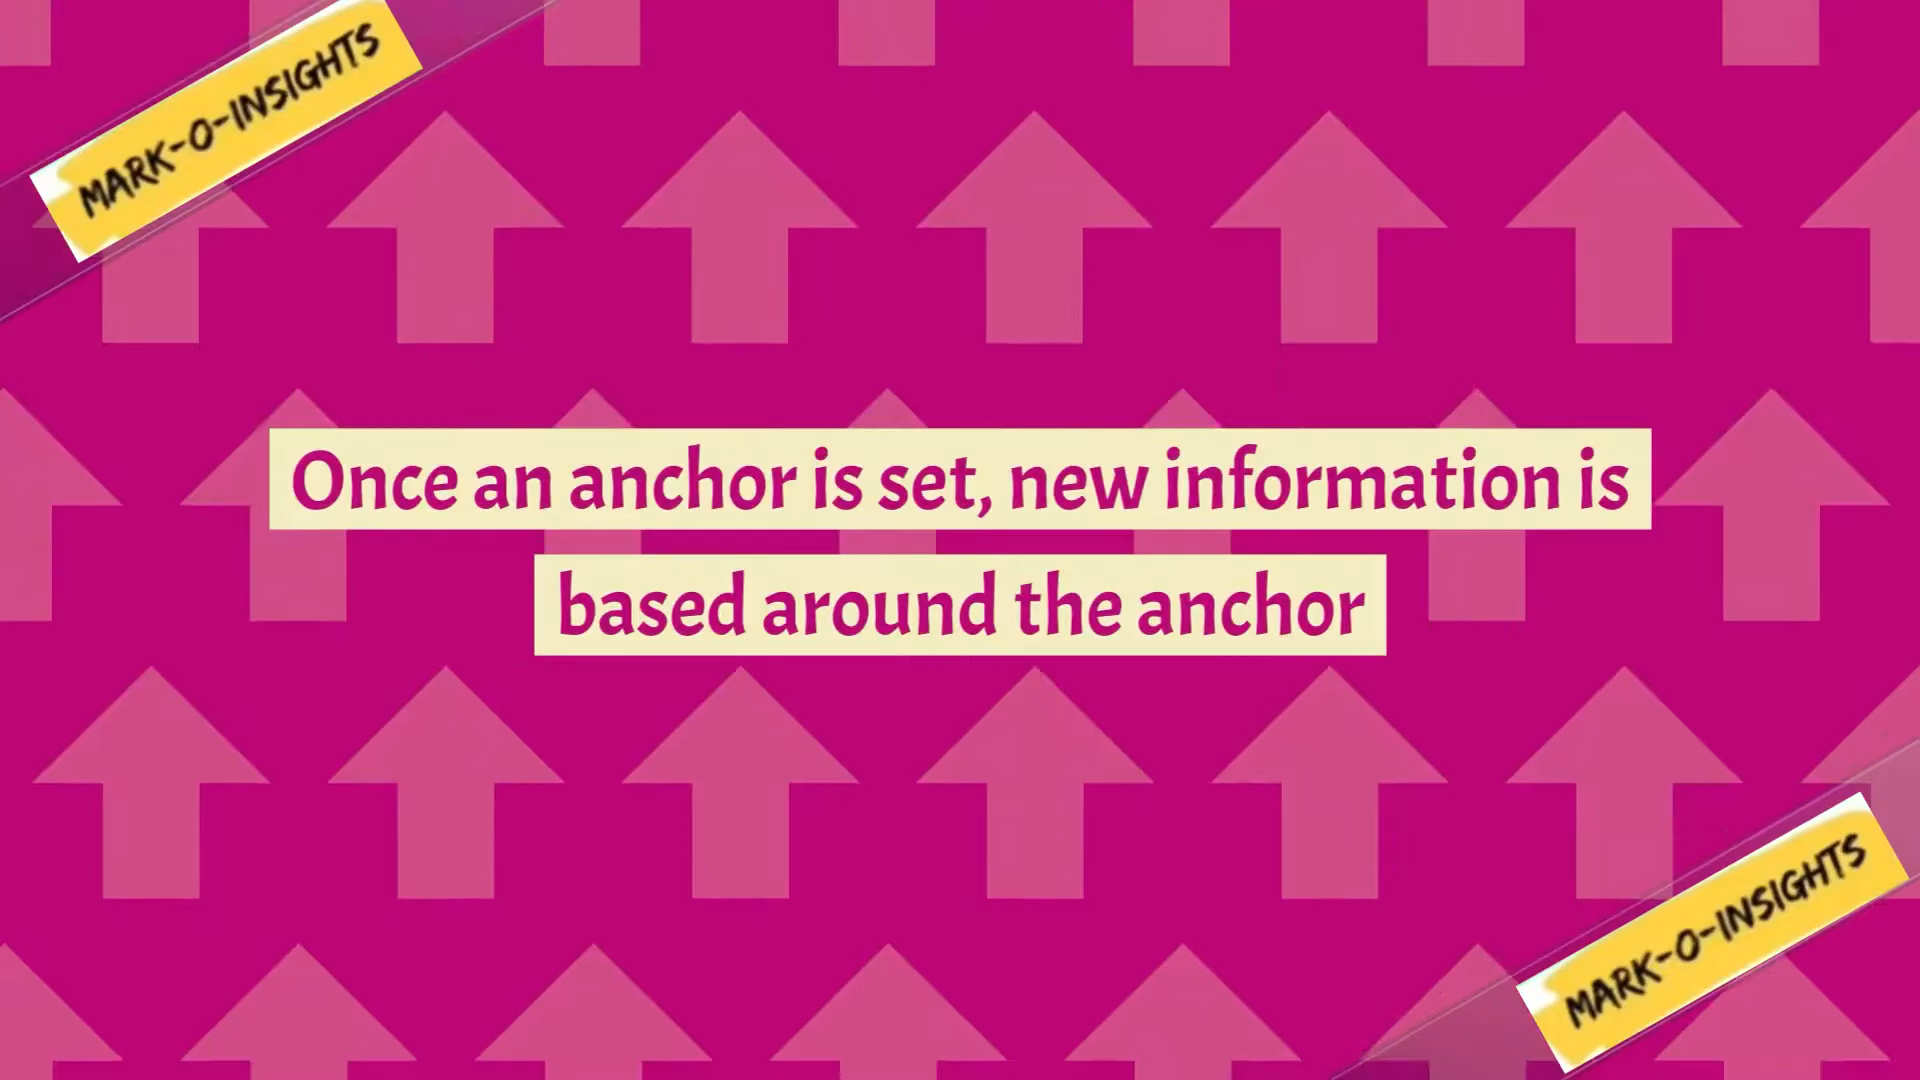 MARK-O-INSIGHTS
Once an anchor is set, new information is
based around the anchor
MARK-O-INSIGHTS